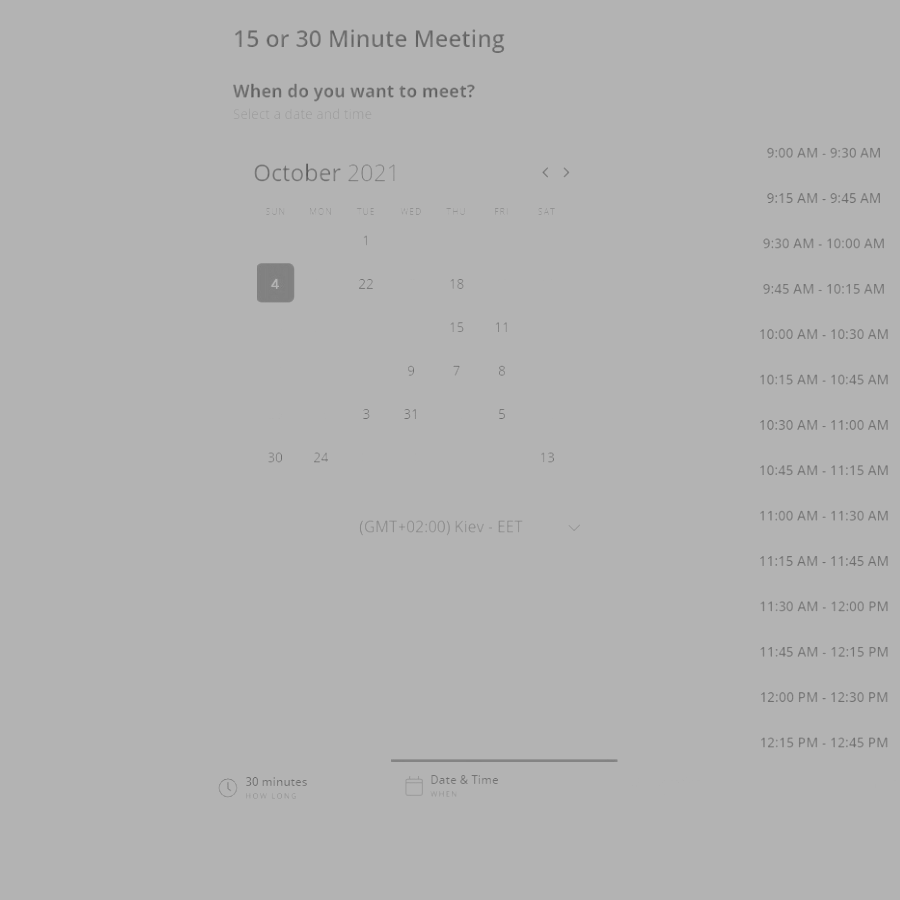 15 or 30 Minute Meeting
When do you want to meet?
Select a date and time
October 2021
SUN MON TUE WED THU FRI SAT
1
4 22 18
15 11
9 7 8
3 31 5
30 24 13
(GMT+02:00) Kiev - EET
9:00 AM - 9:30 AM
9:15 AM - 9:45 AM
9:30 AM - 10:00 AM
9:45 AM - 10:15 AM
10:00 AM - 10:30 AM
10:15 AM - 10:45 AM
10:30 AM - 11:00 AM
10:45 AM - 11:15 AM
11:00 AM - 11:30 AM
11:15 AM - 11:45 AM
11:30 AM - 12:00 PM
11:45 AM - 12:15 PM
12:00 PM - 12:30 PM
12:15 PM - 12:45 PM
30 minutes
HOW LONG
Date & Time
WHEN